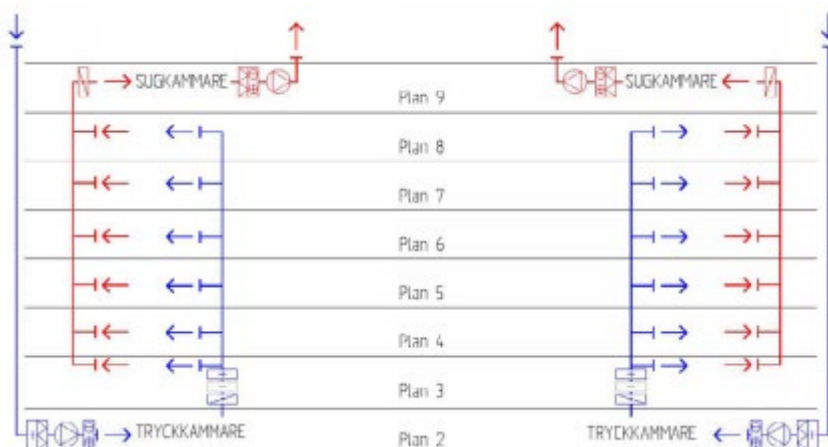 SUGKAMMARE SUGKAMMARE
Plan 9
Plan 8
Plan 7
Plan 6
Plan 5
Plan 4
Plan 3
TRYCKKAMMARE TRYCKKAMMARE
Plan 2